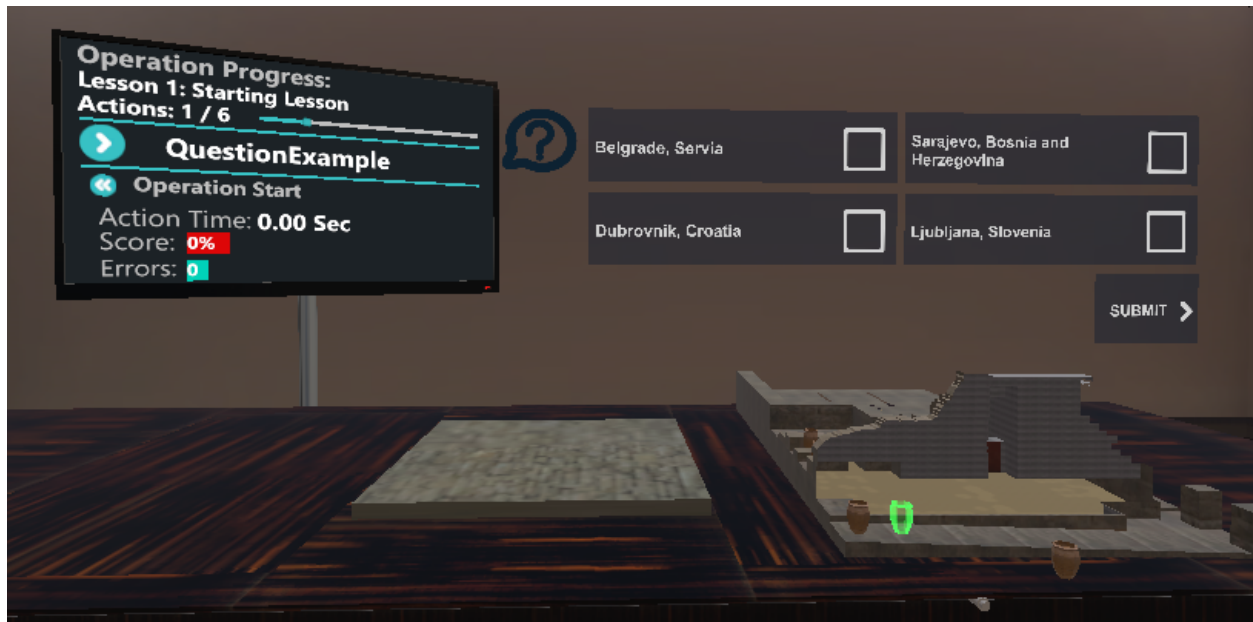 Operation Progress:
Lesson 1: Starting Lesson
Actions: 1 / 6
QuestionExample
Operation Start
Action Time: 0.00 Sec
Score: 0%
Errors: 0
?
Belgrade, Servia
Sarajevo, Bosnia and
Herzegovina
Dubrovnik, Croatia
Ljubljana, Slovenia
SUBMIT